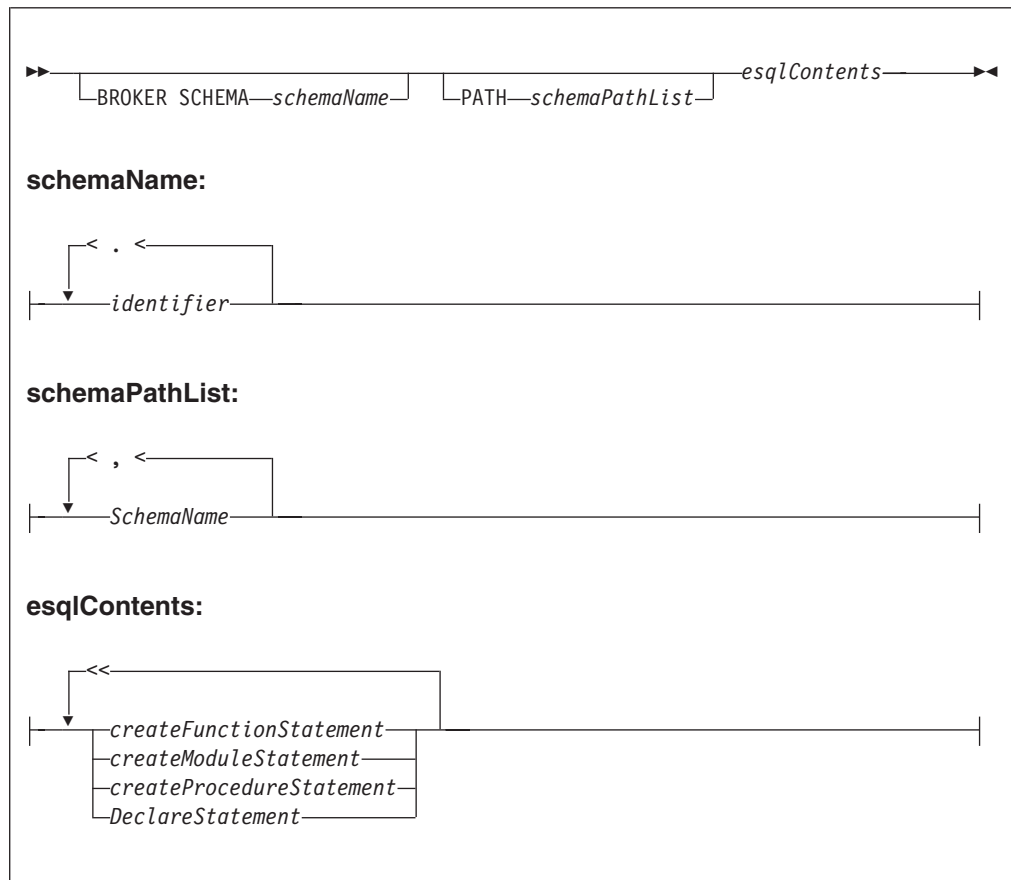 esqlContents
BROKER SCHEMA schemaName PATH schemaPathList
schemaName:
< . <
identifier
schemaPathList:
< , <
SchemaName
esqlContents:
<<
createFunctionStatement
createModuleStatement
createProcedureStatement
DeclareStatement